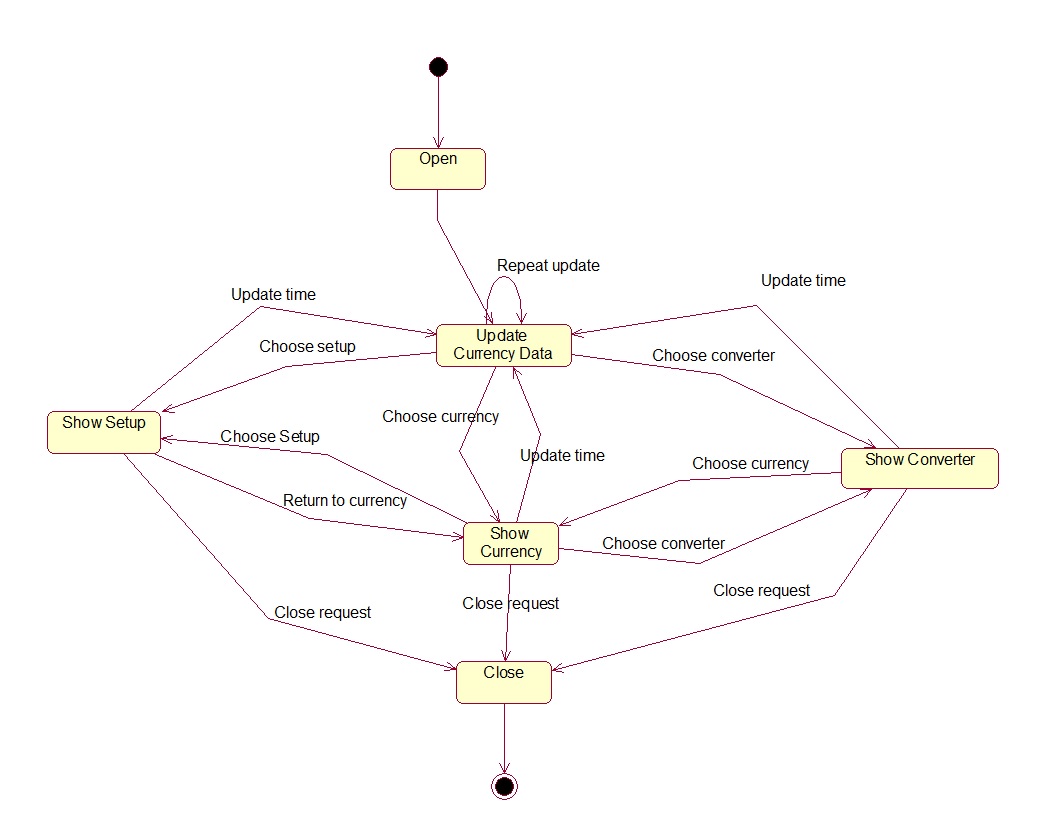 Open
Repeat update
Update time
Update time
Update
Currency Data
Choose setup
Choose converter
Choose currency
Show Setup
Choose Setup
Update time
Choose currency
Show Converter
Return to currency
Show
Currency
Choose converter
Close request
Close request
Close request
Close